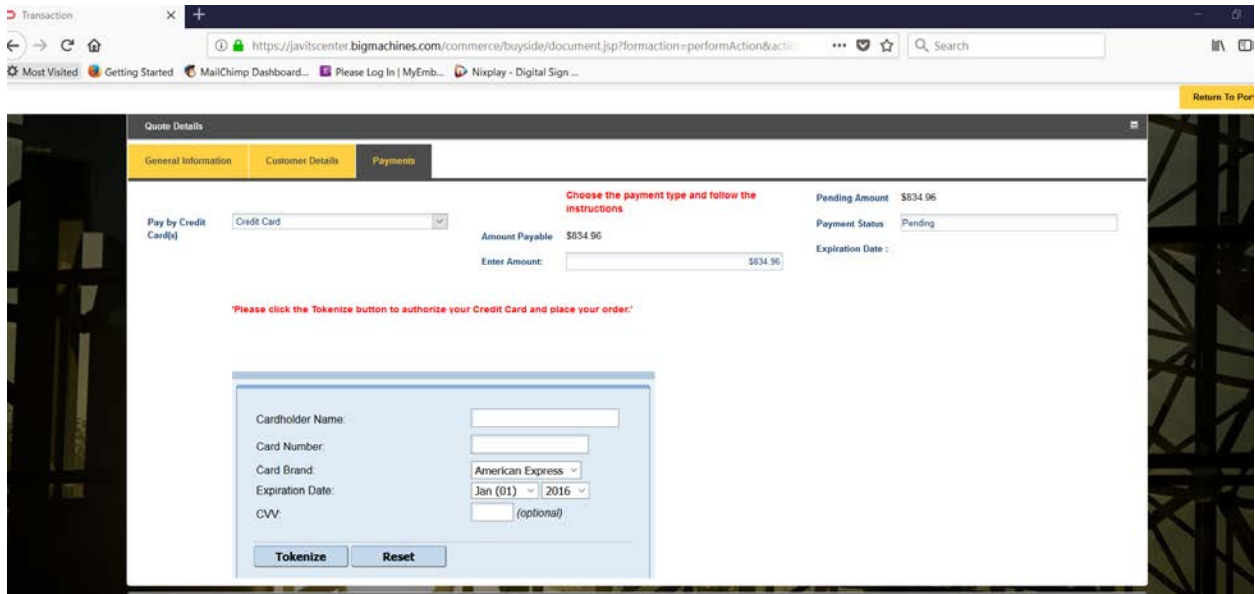 Transaction
https://javitscenter.bigmachines.com/commerce/buyside/document.jsp?formaction=performAction&actio
Search
Most Visited Getting Started MailChimp Dashboard... Please Log In | MyEmb... Nixplay - Digital Sign ...
Return To Por
Quote Details
General Information Customer Details Payments
Choose the payment type and follow the
instructions
Pending Amount $834.96
Pay by Credit
Card(s)
Credit Card
Amount Payable $834.96
Payment Status Pending
Enter Amount: $834.96
Expiration Date :
'Please click the Tokenize button to authorize your Credit Card and place your order.'
Cardholder Name:
Card Number:
Card Brand: American Express
Expiration Date: Jan (01) 2016
CVV: (optional)
Tokenize Reset